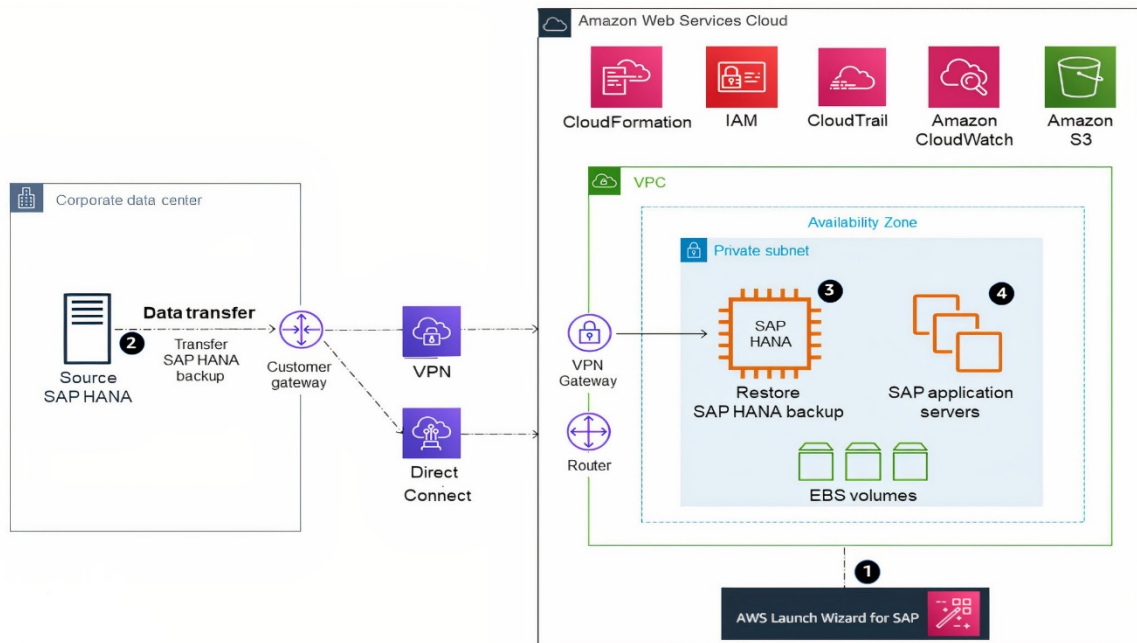 Amazon Web Services Cloud
CloudFormation
IAM
CloudTrail
Amazon
CloudWatch
Amazon
S3
VPC
Availability Zone
Private subnet
Corporate data center
Data transfer
2
Transfer
SAP HANA
backup
Source
SAP HANA
Customer
gateway
VPN
Direct
Connect
VPN
Gateway
Router
3
SAP
HANA
Restore
SAP HANA backup
4
SAP application
servers
EBS volumes
1
AWS Launch Wizard for SAP